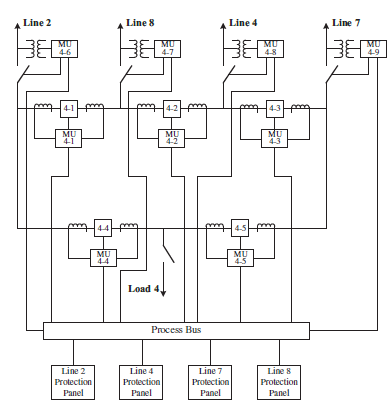 Line 2
Line 8
Line 4
Line 7
MU
4-6
MU
4-7
MU
4-8
MU
4-9
4-1
4-2
4-3
MU
4-1
MU
4-2
MU
4-3
4-4
4-5
MU
4-4
MU
4-5
Load 4
Process Bus
Line 2
Protection
Panel
Line 4
Protection
Panel
Line 7
Protection
Panel
Line 8
Protection
Panel